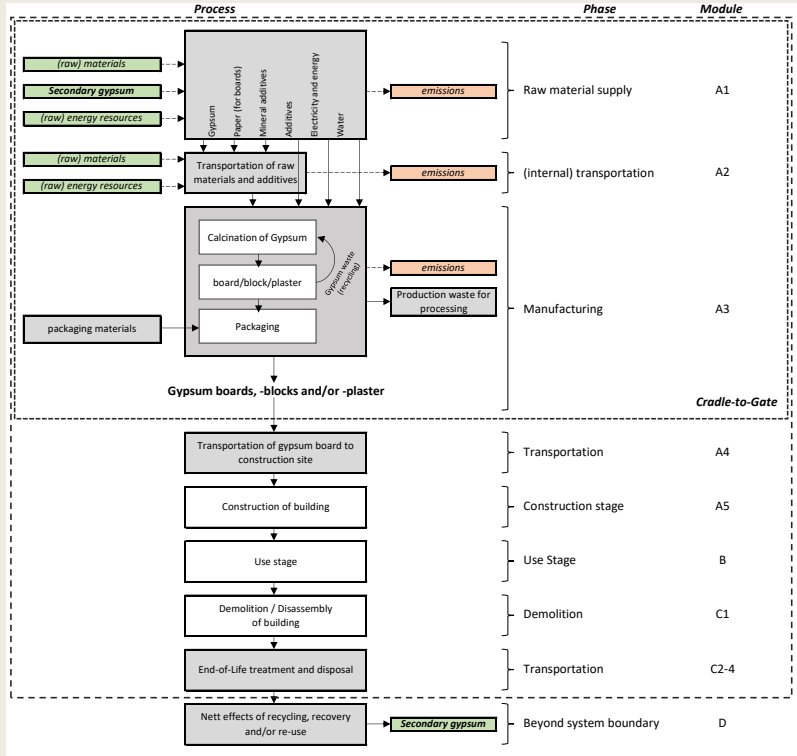 Process Phase Module
(raw) materials
Secondary gypsum
(raw) energy resources
Gypsum
Paper (for boards)
Mineral additives
Additives
Electricity and energy
Water
emissions
Raw material supply
A1
(raw) materials
(raw) energy resources
Transportation of raw
materials and additives
emissions
(internal) transportation
A2
Calcination of Gypsum
board/block/plaster
Packaging
Gypsum waste
(recycling)
packaging materials
emissions
Production waste for
processing
Manufacturing
A3
Gypsum boards, -blocks and/or -plaster
Cradle-to-Gate
Transportation of gypsum board to
construction site
Transportation
A4
Construction of building
Construction stage
A5
Use stage
Use Stage
B
Demolition / Disassembly
of building
Demolition
C1
End-of-Life treatment and disposal
Transportation
C2-4
Nett effects of recycling, recovery
and/or re-use
Secondary gypsum
Beyond system boundary
D